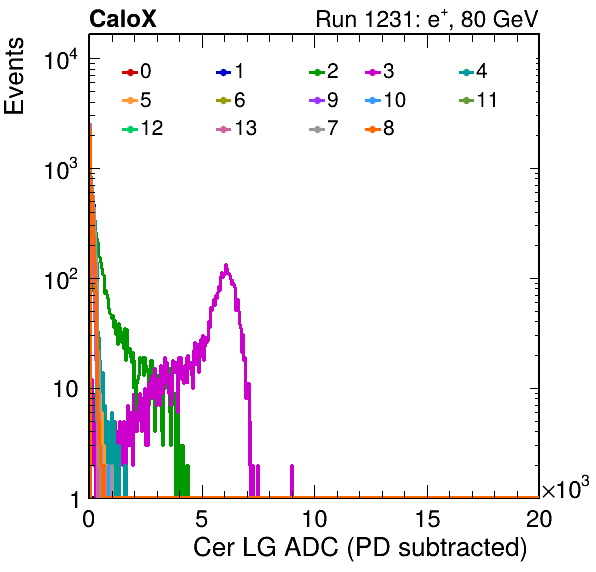 CaloX Run 1231: e⁺, 80 GeV
Events
10⁴
10³
10²
10
1
0 1 2 3 4
5 6 9 10 11
12 13 7 8
0 5 10 15 20
×10³
Cer LG ADC (PD subtracted)